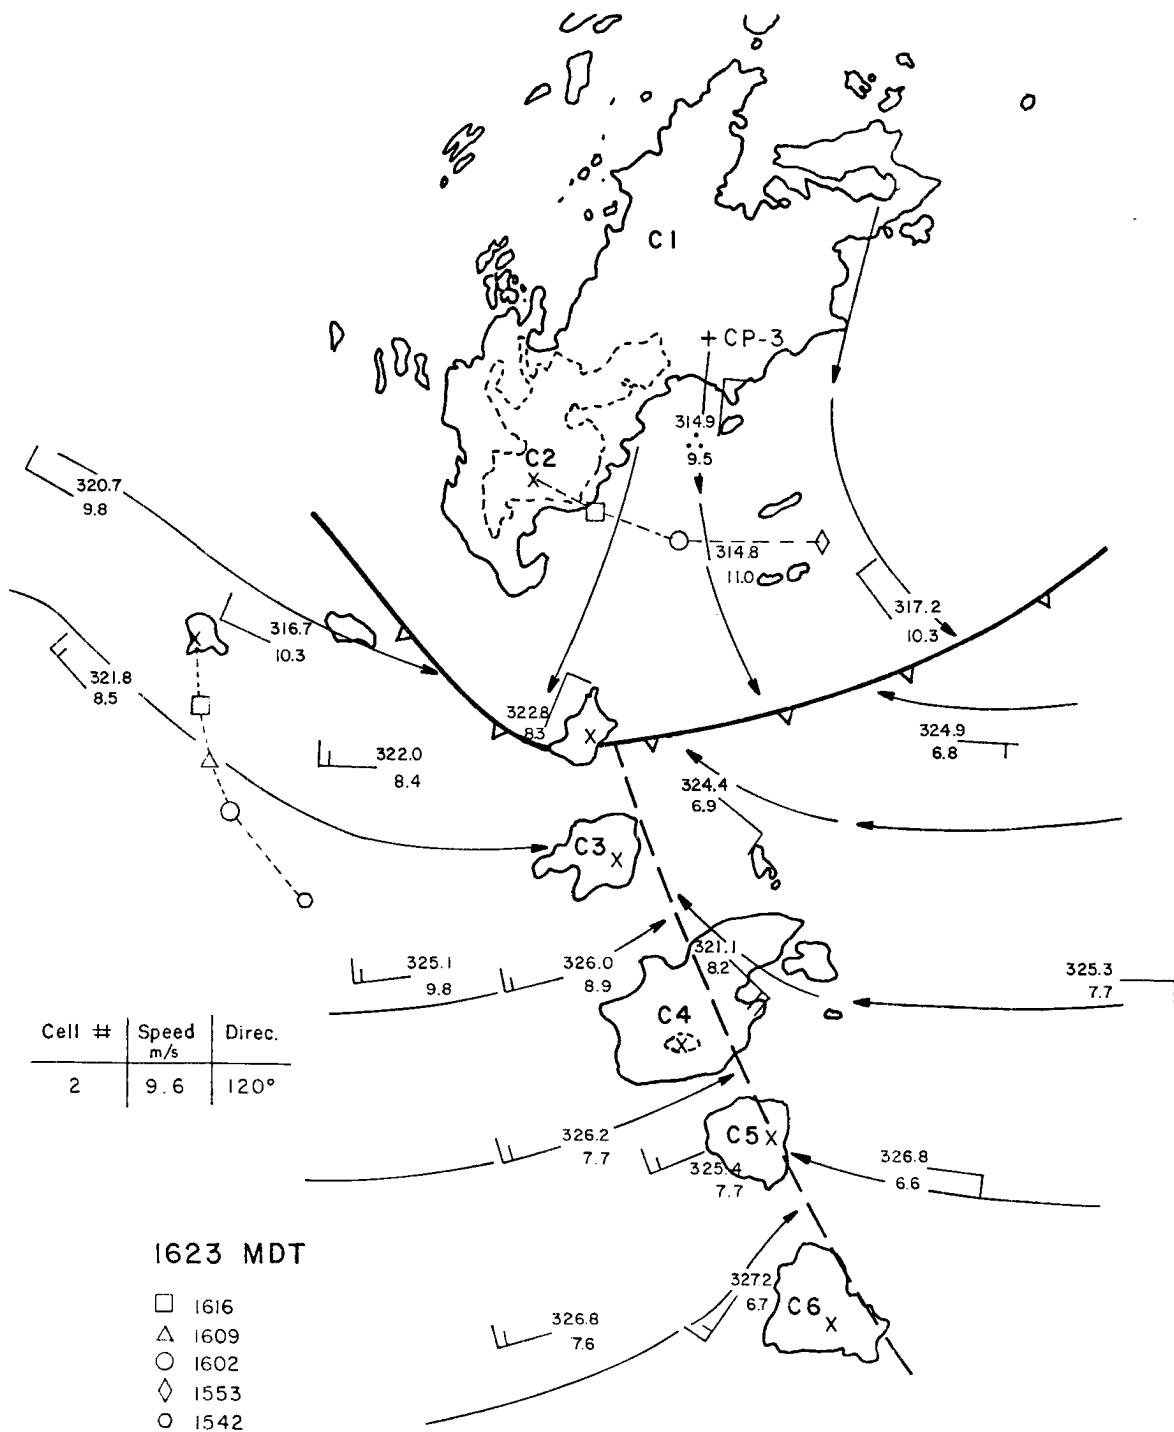 C1
+ CP-3
314.9
9.5
C2
X
320.7
9.8
314.8
11.0
317.2
10.3
316.7
10.3
X
321.8
8.5
322.8
8.3
X
324.9
6.8
322.0
8.4
324.4
6.9
C3 X
321.1
8.2
325.1
9.8
326.0
8.9
325.3
7.7
C4
X
Cell # Speed Direc.
m/s
2 9.6 120°
C5 X
326.2
7.7
325.4
7.7
326.8
6.6
1623 MDT
327.2
6.7
C6 X
326.8
7.6
1616
1609
1602
1553
1542